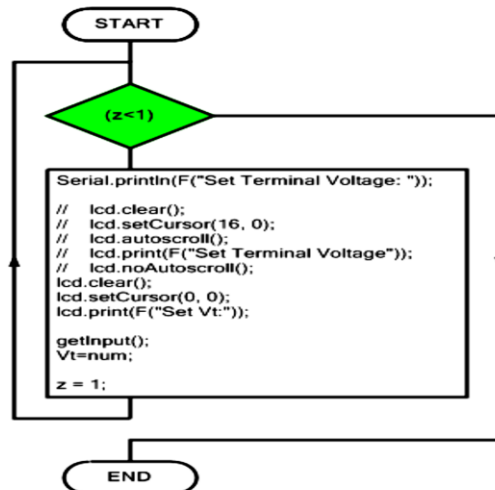 START
(z<1)
Serial.println(F("Set Terminal Voltage: "));
// lcd.clear();
// lcd.setCursor(16, 0);
// lcd.autoscroll();
// lcd.print(F("Set Terminal Voltage"));
// lcd.noAutoscroll();
lcd.clear();
lcd.setCursor(0, 0);
lcd.print(F("Set Vt:"));
getInput();
Vt=num;
z = 1;
END